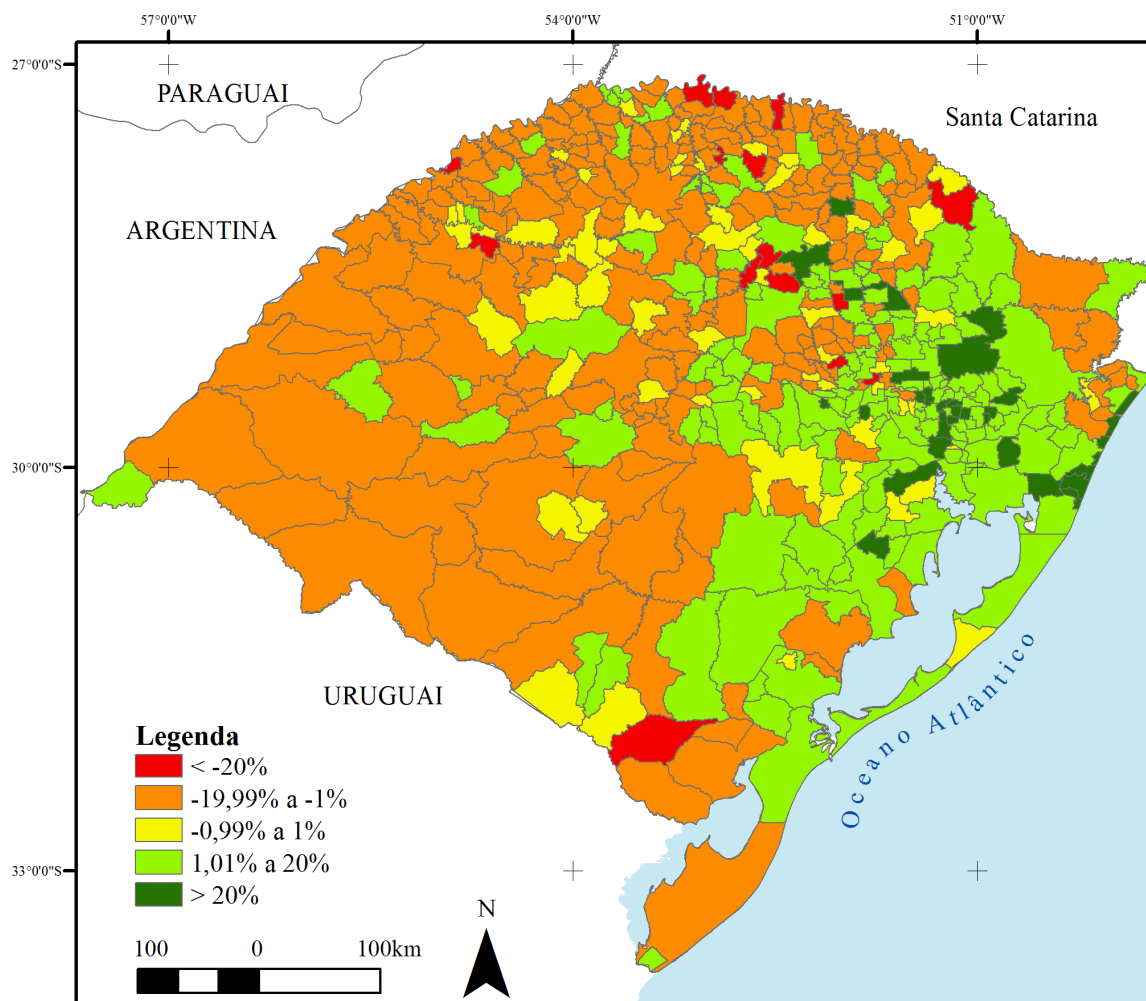 57°0'0"W
54°0'0"W
51°0'0"W
27°0'0"S
PARAGUAI
Santa Catarina
ARGENTINA
30°0'0"S
URUGUAI
Oceano Atlântico
Legenda
< -20%
-19,99% a -1%
-0,99% a 1%
1,01% a 20%
> 20%
33°0'0"S
N
100 0 100km